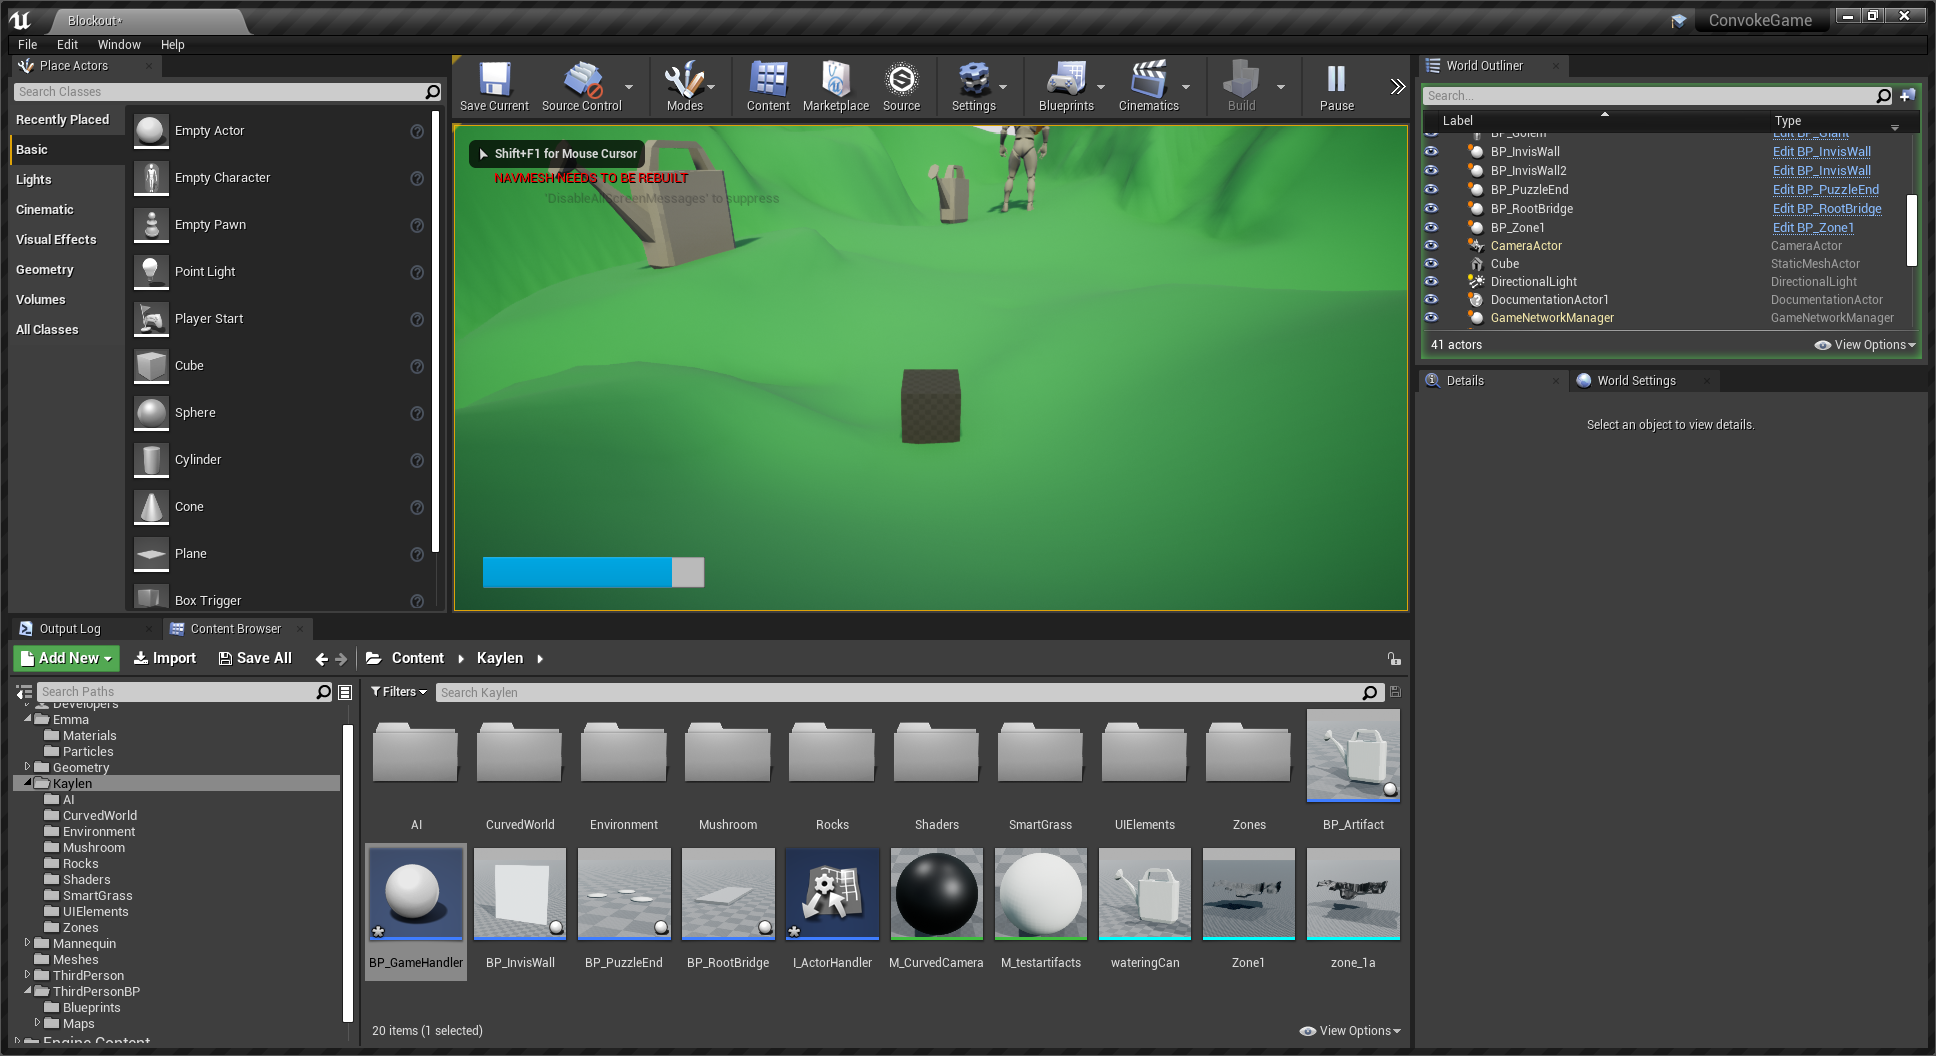 Blockout*
ConvokeGame
File Edit Window Help
Place Actors
Search Classes
Recently Placed
Basic
Lights
Cinematic
Visual Effects
Geometry
Volumes
All Classes
Empty Actor
Empty Character
Empty Pawn
Point Light
Player Start
Cube
Sphere
Cylinder
Cone
Plane
Box Trigger
Save Current
Source Control
Modes
Content
Marketplace
Source
Settings
Blueprints
Cinematics
Build
Pause
Shift+F1 for Mouse Cursor
NAVMESH NEEDS TO BE REBUILT
'DisableAllScreenMessages' to suppress
World Outliner
Search...
Label Type
BP_Golem Edit BP_Giant
BP_InvisWall Edit BP_InvisWall
BP_InvisWall2 Edit BP_InvisWall
BP_PuzzleEnd Edit BP_PuzzleEnd
BP_RootBridge Edit BP_RootBridge
BP_Zone1 Edit BP_Zone1
CameraActor CameraActor
Cube StaticMeshActor
DirectionalLight DirectionalLight
DocumentationActor1 DocumentationActor
GameNetworkManager GameNetworkManager
41 actors View Options
Details
World Settings
Select an object to view details.
Output Log
Content Browser
Add New Import Save All Content Kaylen
Search Paths
Developers
Emma
Materials
Particles
Geometry
Kaylen
AI
CurvedWorld
Environment
Mushroom
Rocks
Shaders
SmartGrass
UIElements
Zones
Mannequin
Meshes
ThirdPerson
ThirdPersonBP
Blueprints
Maps
Engine Content
Filters Search Kaylen
AI CurvedWorld Environment Mushroom Rocks Shaders SmartGrass UIElements Zones BP_Artifact
BP_GameHandler BP_InvisWall BP_PuzzleEnd BP_RootBridge I_ActorHandler M_CurvedCamera M_testartifacts wateringCan Zone1 zone_1a
20 items (1 selected) View Options